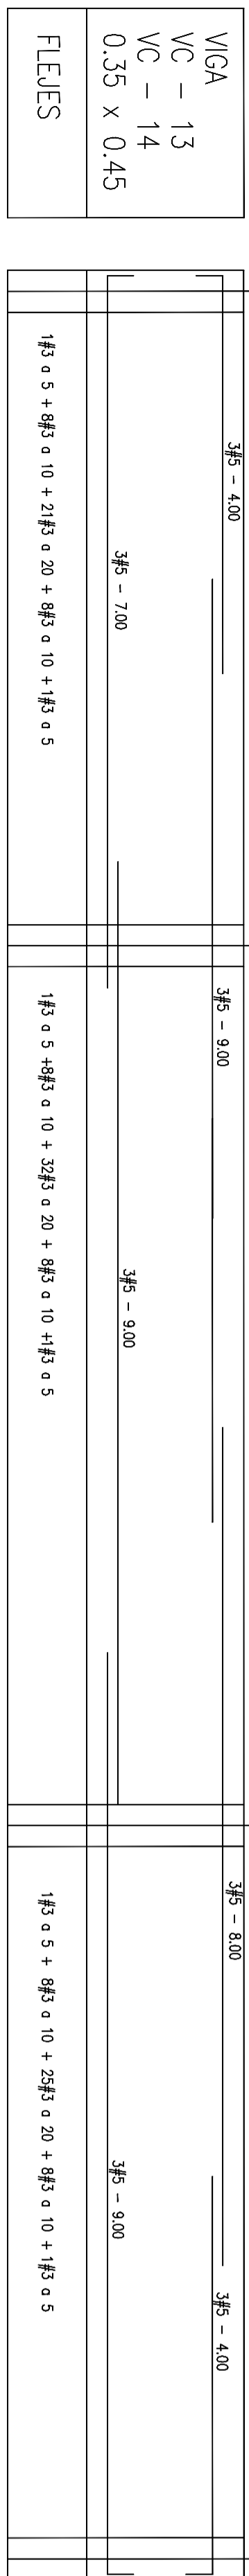 VIGA
VC – 13
VC – 14
0.35 x 0.45
FLEJES
3#5 – 4.00
3#5 – 7.00
1#3 a 5 + 8#3 a 10 + 21#3 a 20 + 8#3 a 10 + 1#3 a 5
3#5 – 9.00
3#5 – 9.00
1#3 a 5 +8#3 a 10 + 32#3 a 20 + 8#3 a 10 +1#3 a 5
3#5 – 8.00
3#5 – 4.00
3#5 – 9.00
1#3 a 5 + 8#3 a 10 + 25#3 a 20 + 8#3 a 10 + 1#3 a 5